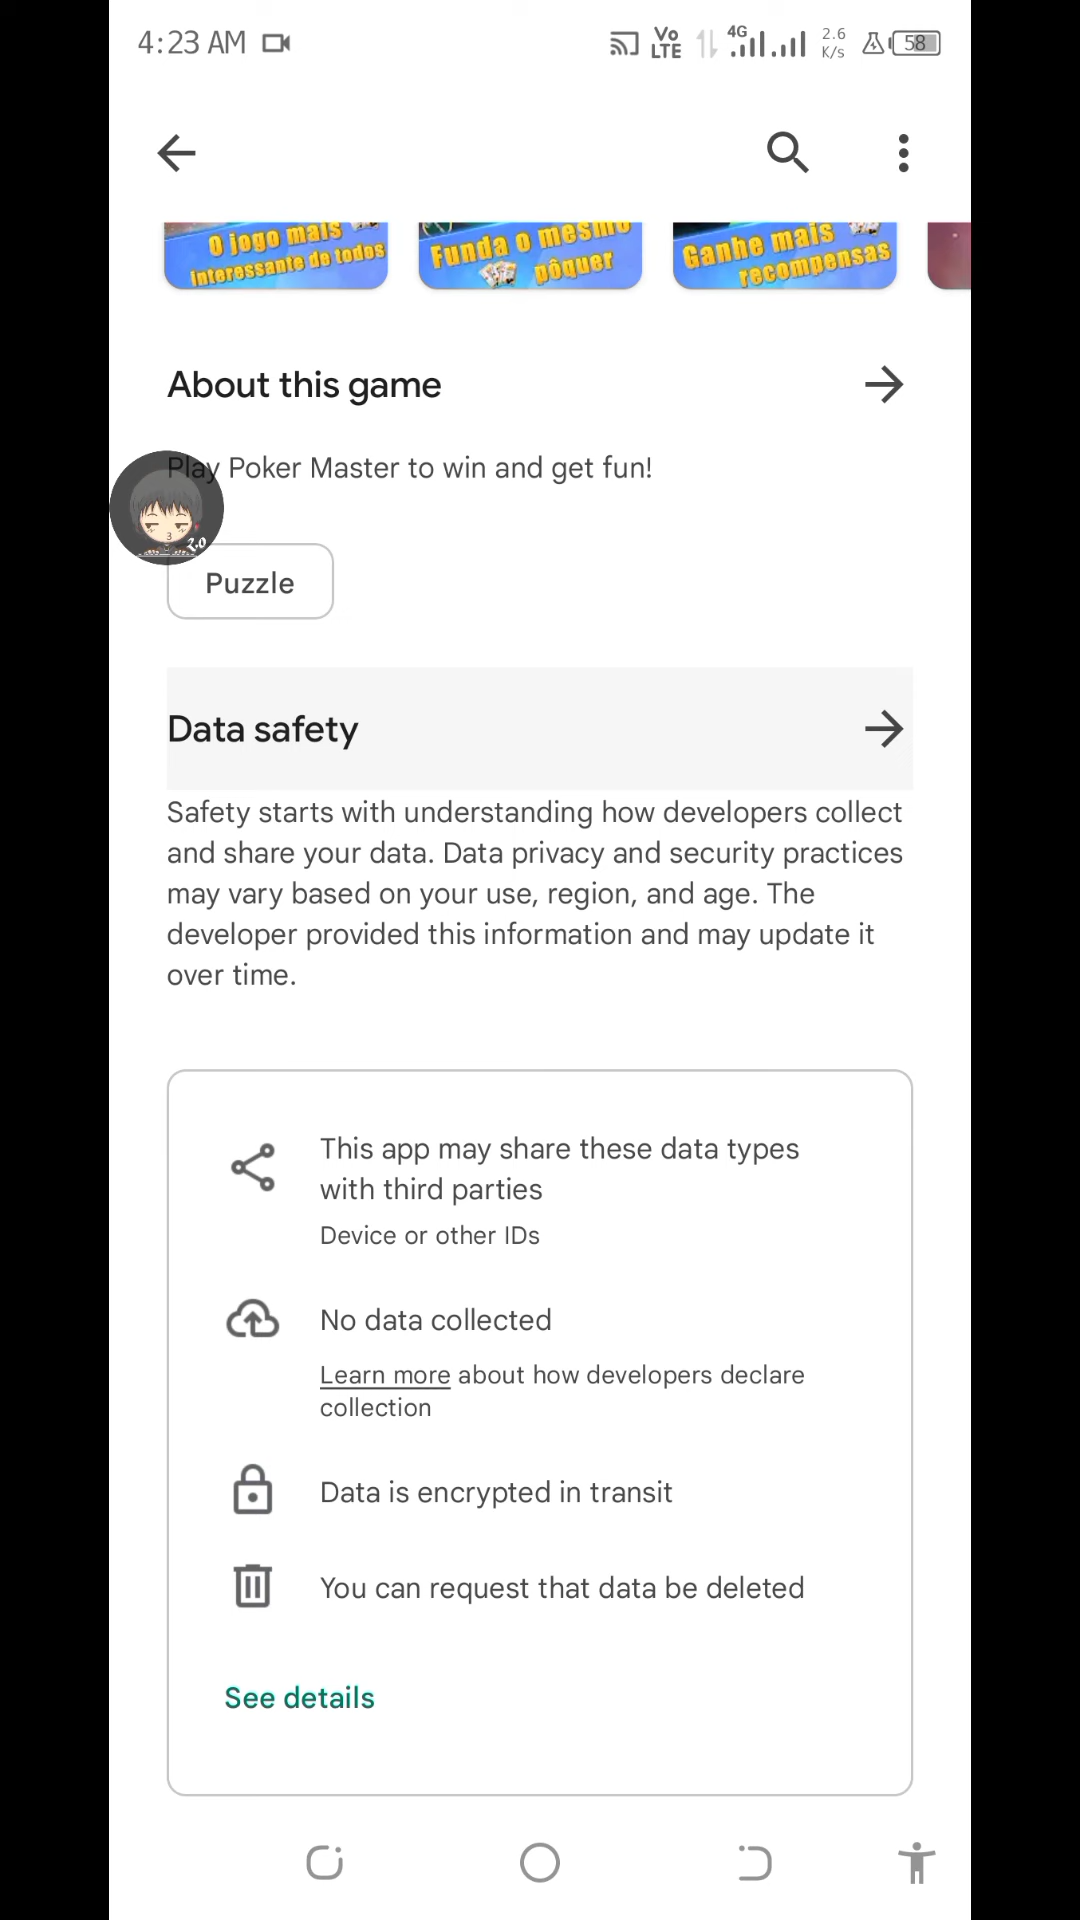 4:23 AM
Vo LTE
4G
2.6 K/s
58
O jogo mais
interessante de todos
Funda o mesmo
pôquer
Ganhe mais
recompensas
About this game
Play Poker Master to win and get fun!
2.0
Puzzle
Data safety
Safety starts with understanding how developers collect
and share your data. Data privacy and security practices
may vary based on your use, region, and age. The
developer provided this information and may update it
over time.
This app may share these data types
with third parties
Device or other IDs
No data collected
Learn more about how developers declare
collection
Data is encrypted in transit
You can request that data be deleted
See details